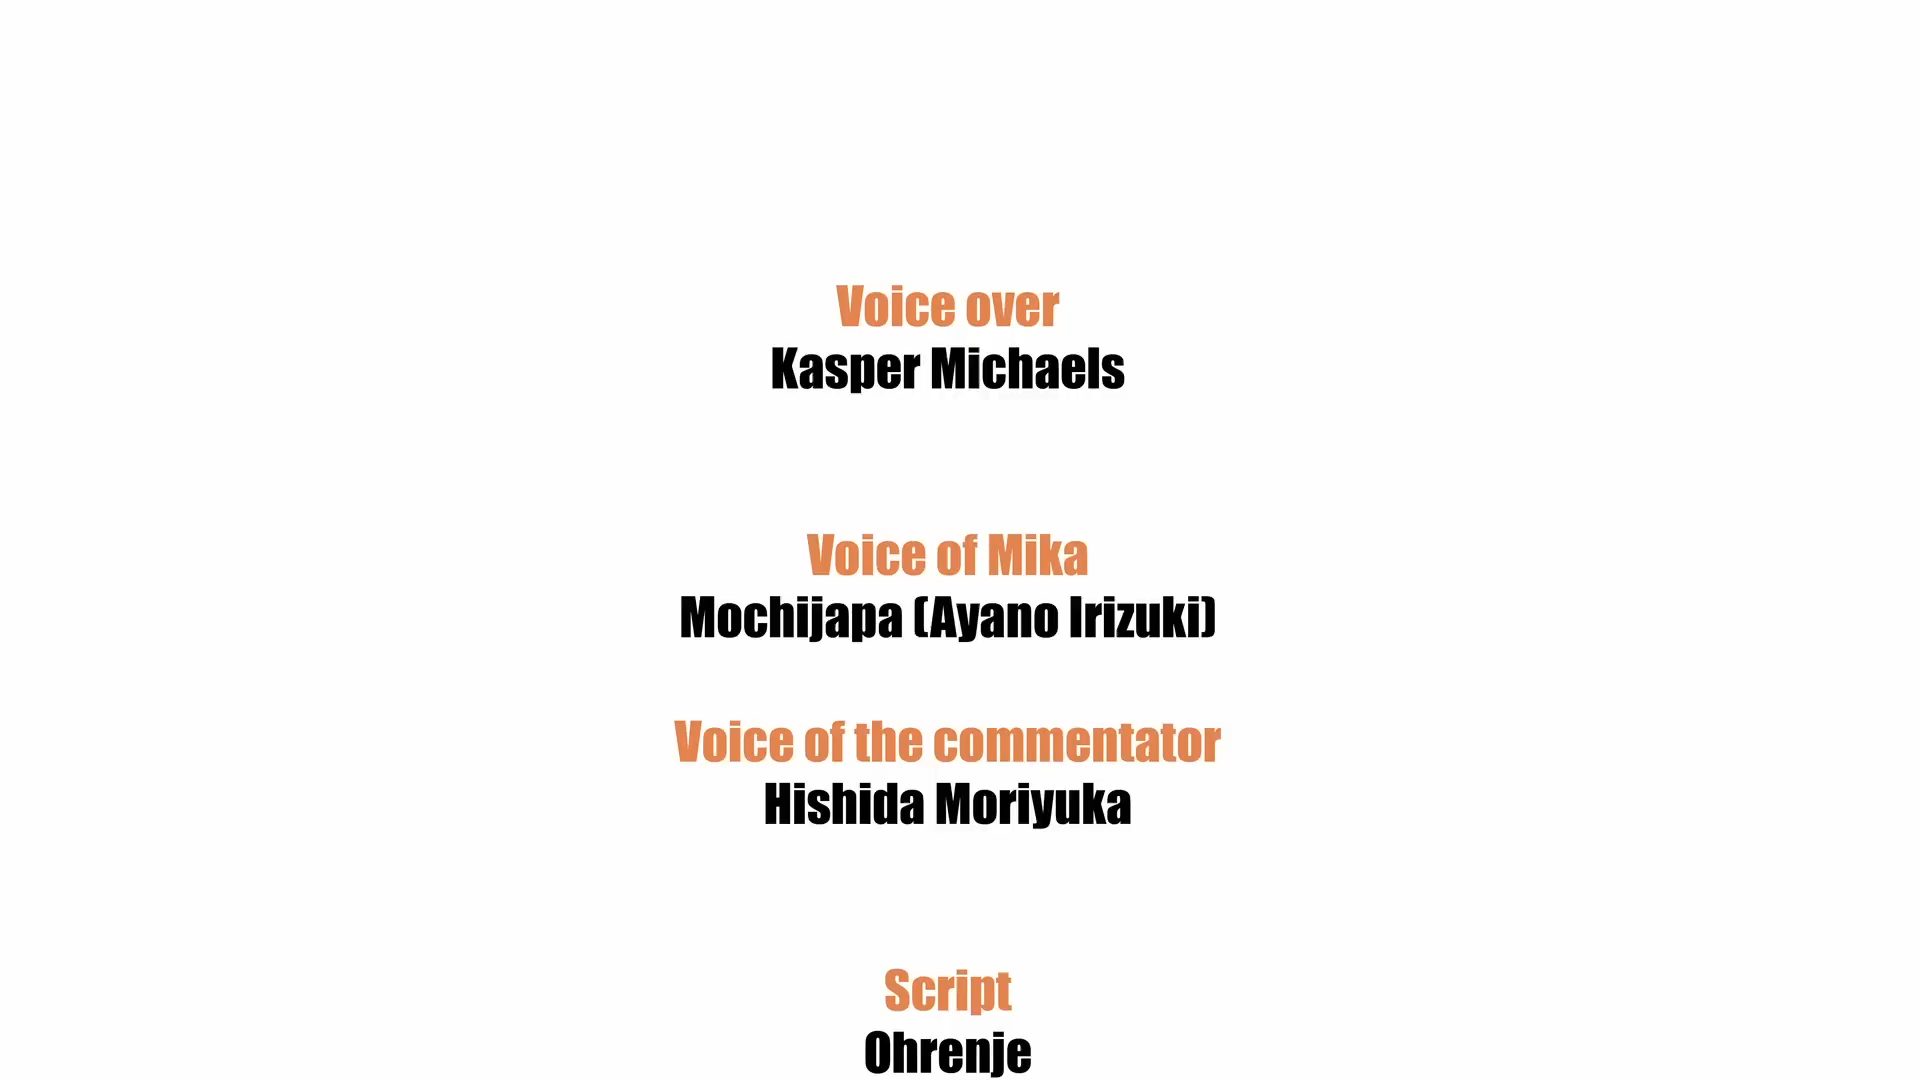 Voice over
Kasper Michaels
Voice of Mika
Mochijapa (Ayano Irizuki)
Voice of the commentator
Hishida Moriyuka
Script
Ohrenje